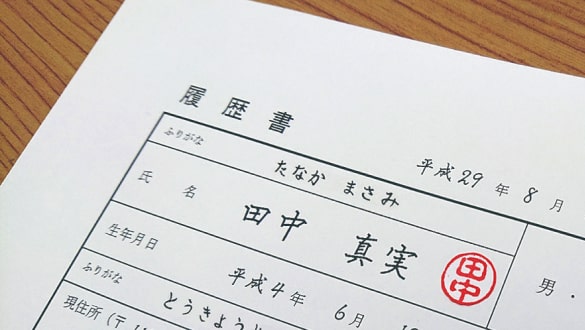 履歴書
平成29年8月
ふりがな たなか まさみ
氏名 田中 真実 田中
男・
生年月日 平成4年6月
ふりがな とうきょう
現住所(〒